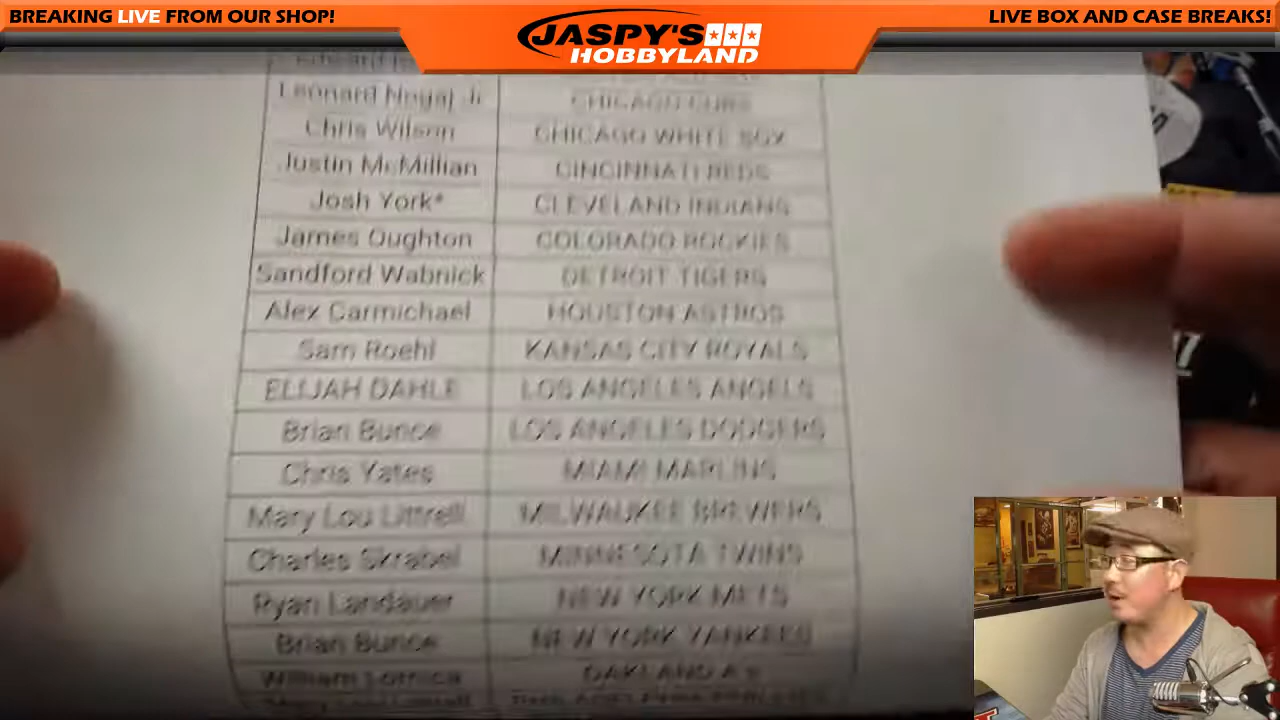 BREAKING LIVE FROM OUR SHOP!
JASPY'S
HOBBYLAND
LIVE BOX AND CASE BREAKS!
Edward
Leonard Nogaj Jr CHICAGO CUBS
Chris Wilson CHICAGO WHITE SOX
Justin McMillian CINCINNATI REDS
Josh York* CLEVELAND INDIANS
James Oughton COLORADO ROCKIES
Sandford Wabnick DETROIT TIGERS
Alex Carmichael HOUSTON ASTROS
Sam Roehl KANSAS CITY ROYALS
ELIJAH DAHLE LOS ANGELES ANGELS
Brian Bunce LOS ANGELES DODGERS
Chris Yates MIAMI MARLINS
Mary Lou Littrell MILWAUKEE BREWERS
Charles Skrabel MINNESOTA TWINS
Ryan Landauer NEW YORK METS
Brian Bunce NEW YORK YANKEES
William OAKLAND A's